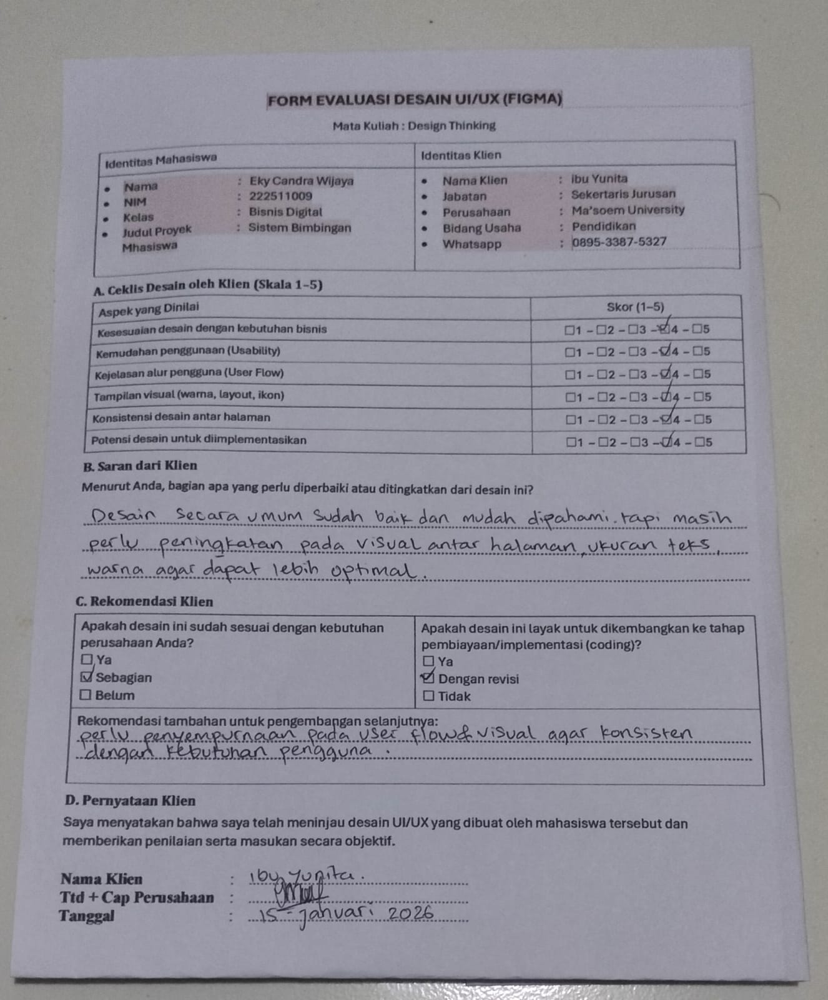 FORM EVALUASI DESAIN UI/UX (FIGMA)
Mata Kuliah : Design Thinking
Identitas Mahasiswa
• Nama : Eky Candra Wijaya
• NIM : 222511009
• Kelas : Bisnis Digital
• Judul Proyek : Sistem Bimbingan
Mhasiswa
Identitas Klien
• Nama Klien : ibu Yunita
• Jabatan : Sekertaris Jurusan
• Perusahaan : Ma'soem University
• Bidang Usaha : Pendidikan
• Whatsapp : 0895-3387-5327
A. Ceklis Desain oleh Klien (Skala 1–5)
Aspek yang Dinilai Skor (1–5)
Kesesuaian desain dengan kebutuhan bisnis ☐1 – ☐2 – ☐3 – ☑4 – ☐5
Kemudahan penggunaan (Usability) ☐1 – ☐2 – ☐3 – ☑4 – ☐5
Kejelasan alur pengguna (User Flow) ☐1 – ☐2 – ☐3 – ☑4 – ☐5
Tampilan visual (warna, layout, ikon) ☐1 – ☐2 – ☐3 – ☑4 – ☐5
Konsistensi desain antar halaman ☐1 – ☐2 – ☐3 – ☑4 – ☐5
Potensi desain untuk diimplementasikan ☐1 – ☐2 – ☐3 – ☑4 – ☐5
B. Saran dari Klien
Menurut Anda, bagian apa yang perlu diperbaiki atau ditingkatkan dari desain ini?
Desain secara umum sudah baik dan mudah dipahami. tapi masih
perlu peningkatan pada visual antar halaman, ukuran teks,
warna agar dapat lebih optimal.
C. Rekomendasi Klien
Apakah desain ini sudah sesuai dengan kebutuhan
perusahaan Anda?
☐ Ya
☑ Sebagian
☐ Belum
Apakah desain ini layak untuk dikembangkan ke tahap
pembiayaan/implementasi (coding)?
☐ Ya
☑ Dengan revisi
☐ Tidak
Rekomendasi tambahan untuk pengembangan selanjutnya:
perlu penyempurnaan pada user flow & visual agar konsisten
dengan kebutuhan pengguna.
D. Pernyataan Klien
Saya menyatakan bahwa saya telah meninjau desain UI/UX yang dibuat oleh mahasiswa tersebut dan
memberikan penilaian serta masukan secara objektif.
Nama Klien : Ibu Yunita.
Ttd + Cap Perusahaan :
Tanggal : 15 - Januari 2026